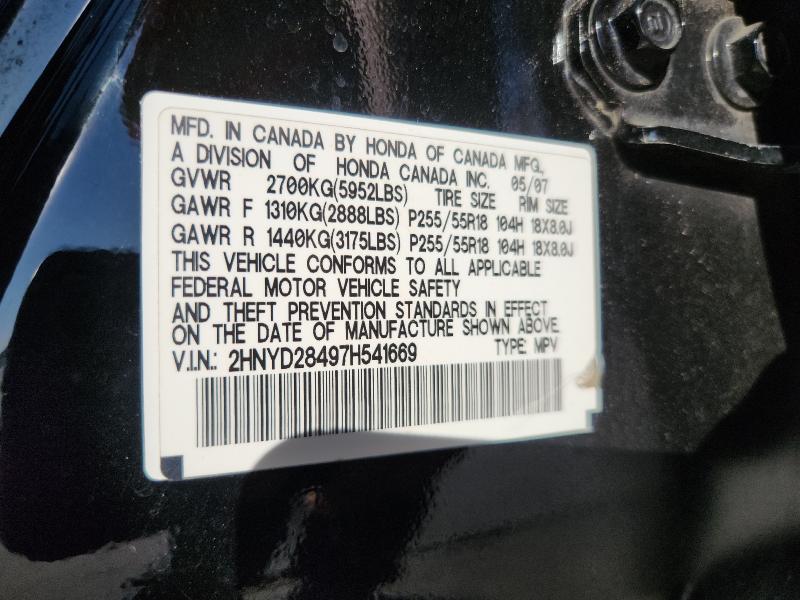 MFD. IN CANADA BY HONDA OF CANADA MFG.,
A DIVISION OF HONDA CANADA INC. 05/07
GVWR 2700KG(5952LBS) TIRE SIZE RIM SIZE
GAWR F 1310KG(2888LBS) P255/55R18 104H 18X8.0J
GAWR R 1440KG(3175LBS) P255/55R18 104H 18X8.0J
THIS VEHICLE CONFORMS TO ALL APPLICABLE
FEDERAL MOTOR VEHICLE SAFETY
AND THEFT PREVENTION STANDARDS IN EFFECT
ON THE DATE OF MANUFACTURE SHOWN ABOVE.
V.I.N.: 2HNYD28497H541669 TYPE: MPV